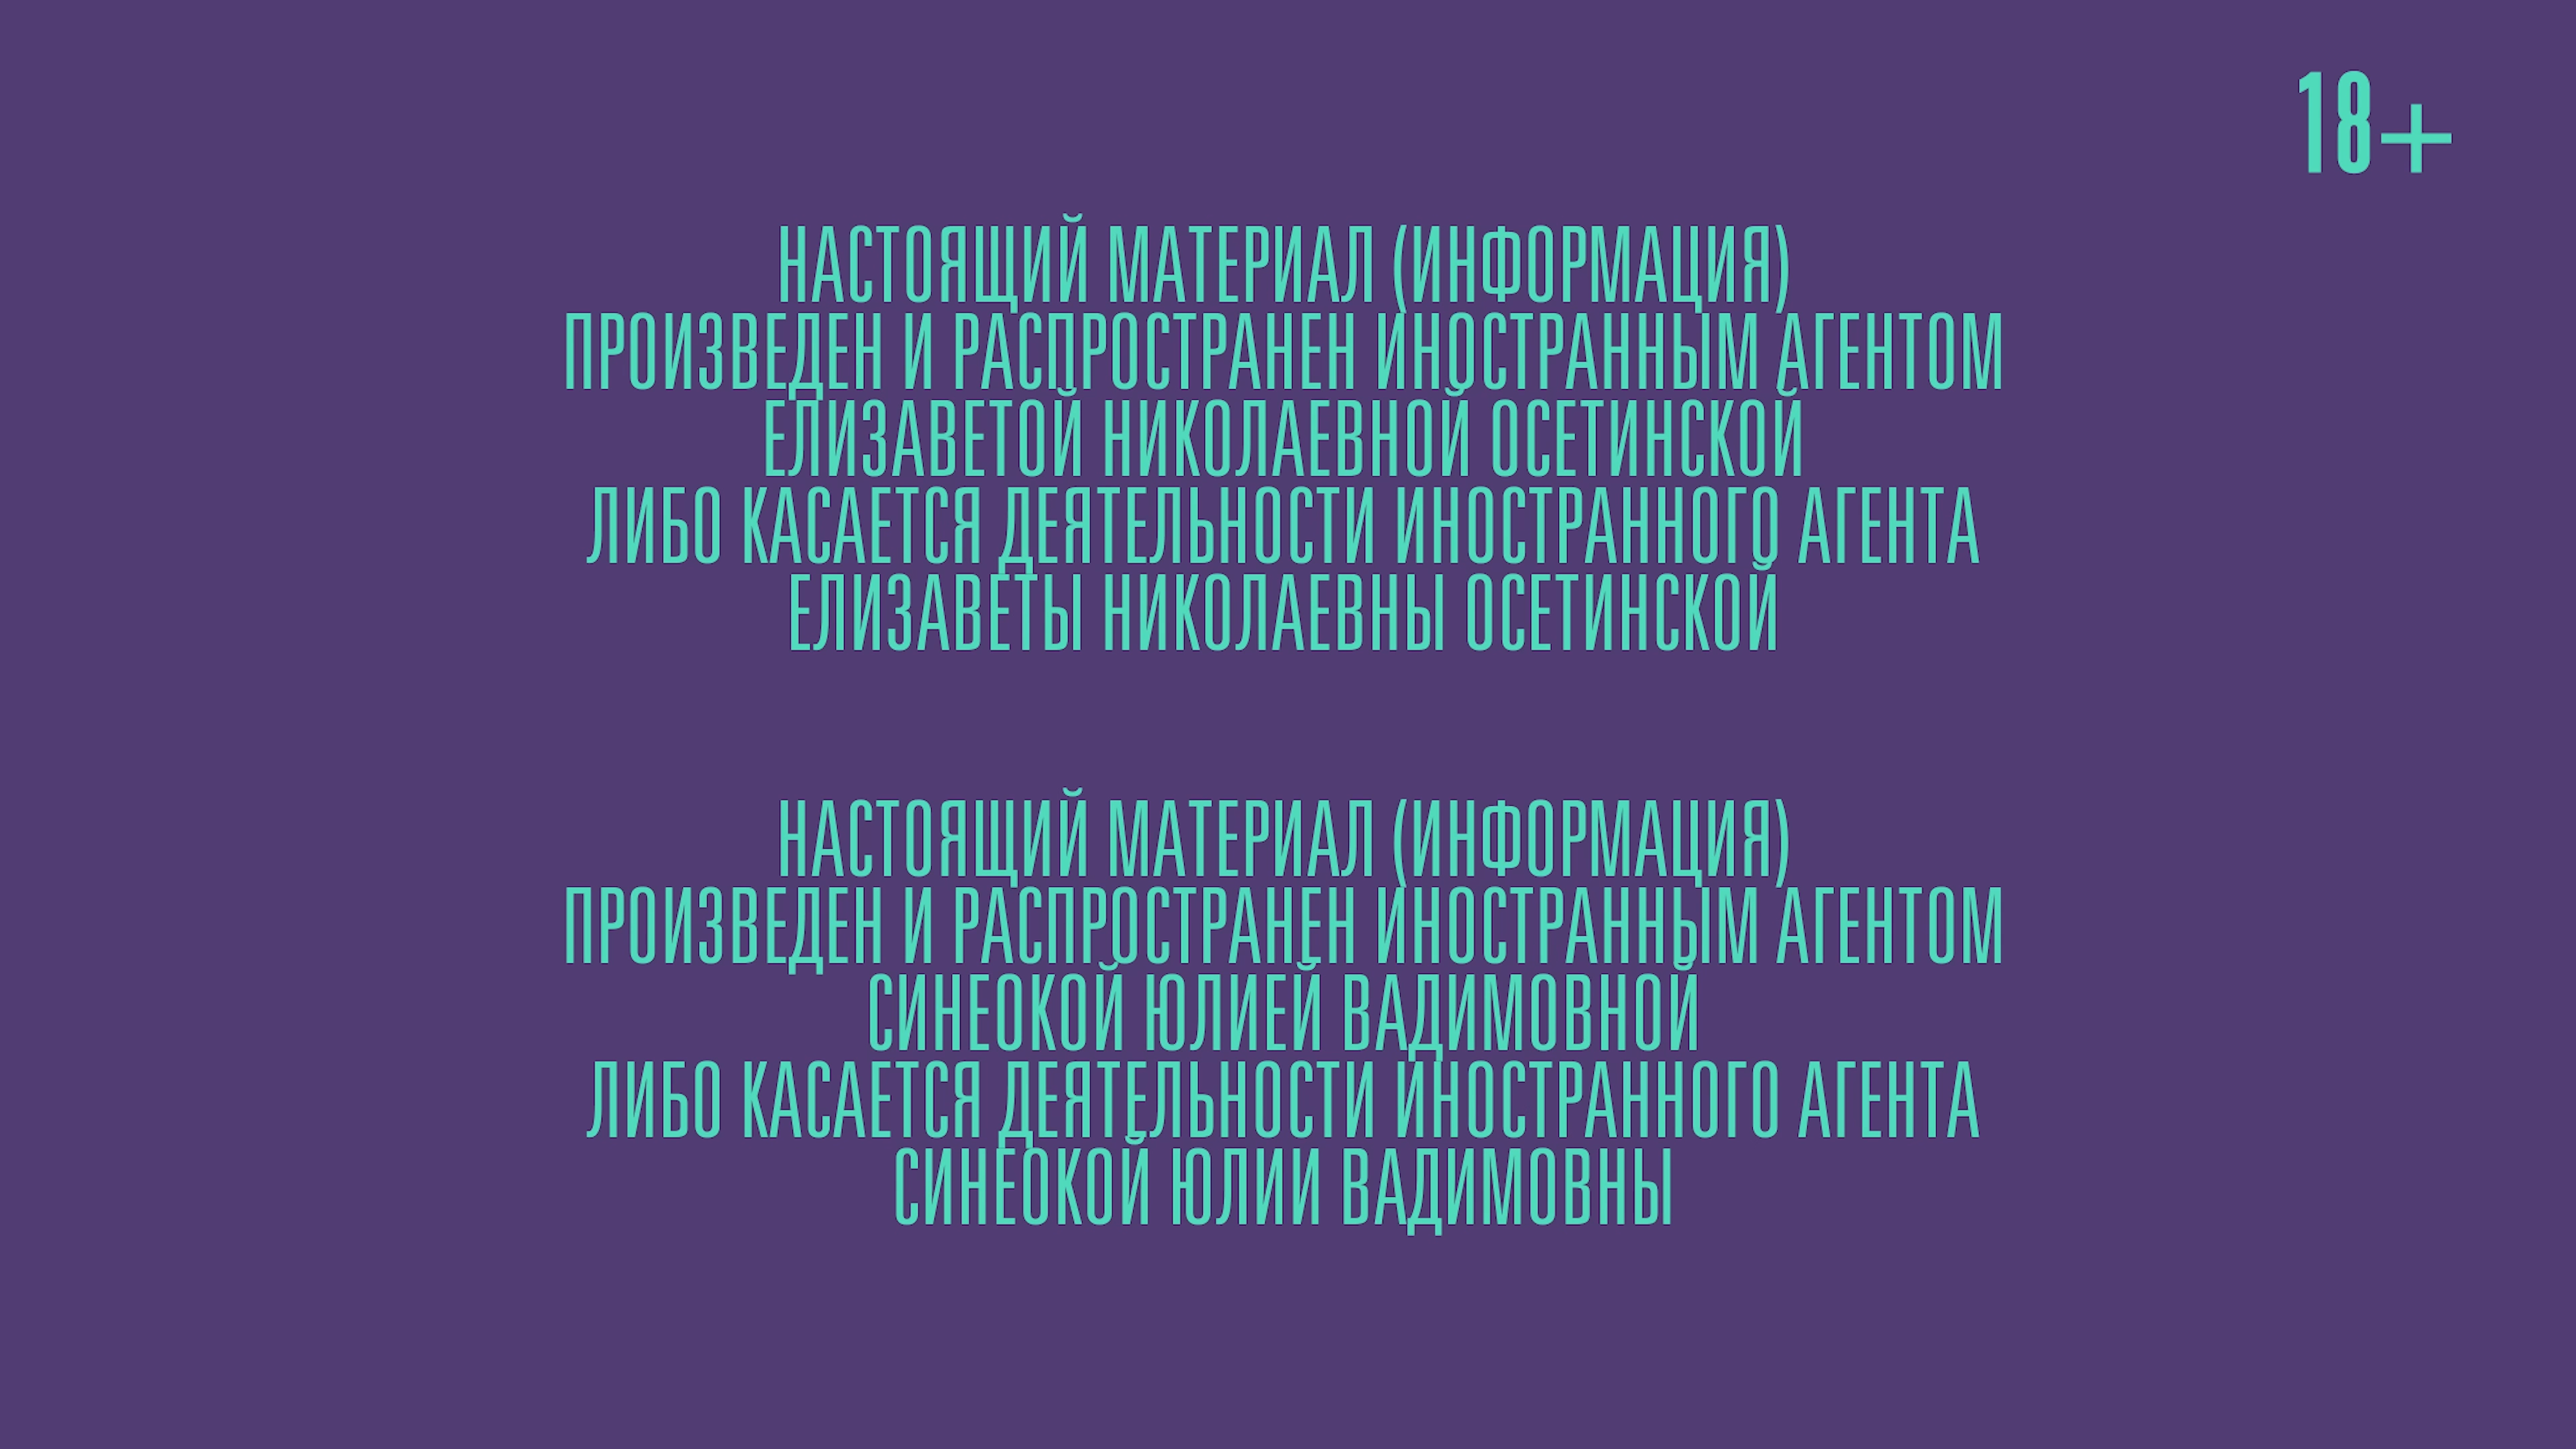 18+
НАСТОЯЩИЙ МАТЕРИАЛ (ИНФОРМАЦИЯ)
ПРОИЗВЕДЕН И РАСПРОСТРАНЕН ИНОСТРАННЫМ АГЕНТОМ
ЕЛИЗАВЕТОЙ НИКОЛАЕВНОЙ ОСЕТИНСКОЙ
ЛИБО КАСАЕТСЯ ДЕЯТЕЛЬНОСТИ ИНОСТРАННОГО АГЕНТА
ЕЛИЗАВЕТЫ НИКОЛАЕВНЫ ОСЕТИНСКОЙ
НАСТОЯЩИЙ МАТЕРИАЛ (ИНФОРМАЦИЯ)
ПРОИЗВЕДЕН И РАСПРОСТРАНЕН ИНОСТРАННЫМ АГЕНТОМ
СИНЕОКОЙ ЮЛИЕЙ ВАДИМОВНОЙ
ЛИБО КАСАЕТСЯ ДЕЯТЕЛЬНОСТИ ИНОСТРАННОГО АГЕНТА
СИНЕОКОЙ ЮЛИИ ВАДИМОВНЫ